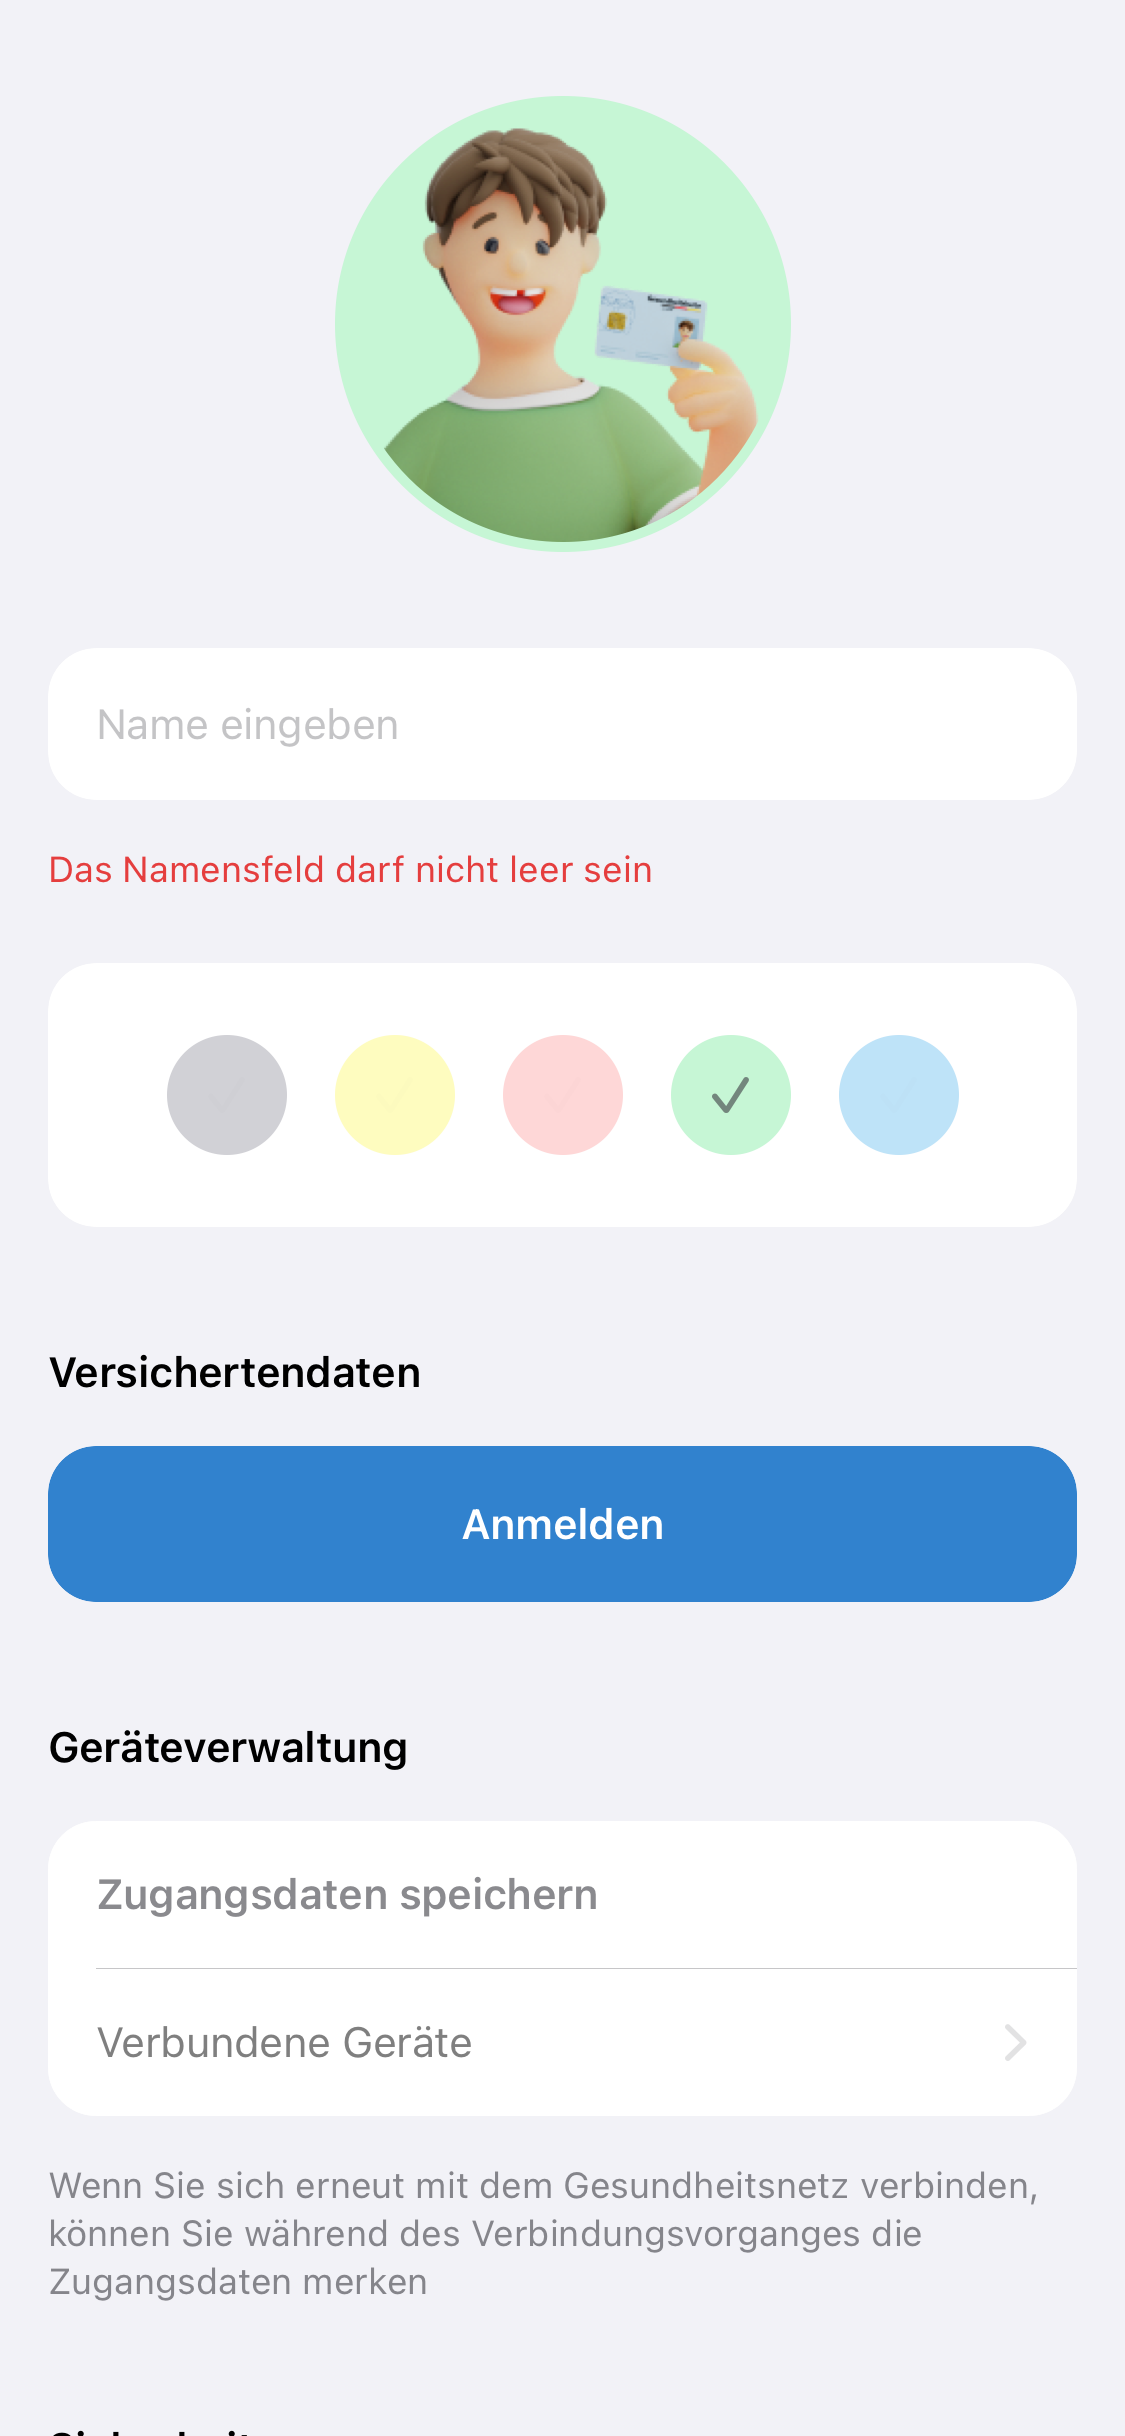 Name eingeben
Das Namensfeld darf nicht leer sein
Versichertendaten
Anmelden
Geräteverwaltung
Zugangsdaten speichern
Verbundene Geräte
Wenn Sie sich erneut mit dem Gesundheitsnetz verbinden,
können Sie während des Verbindungsvorganges die
Zugangsdaten merken